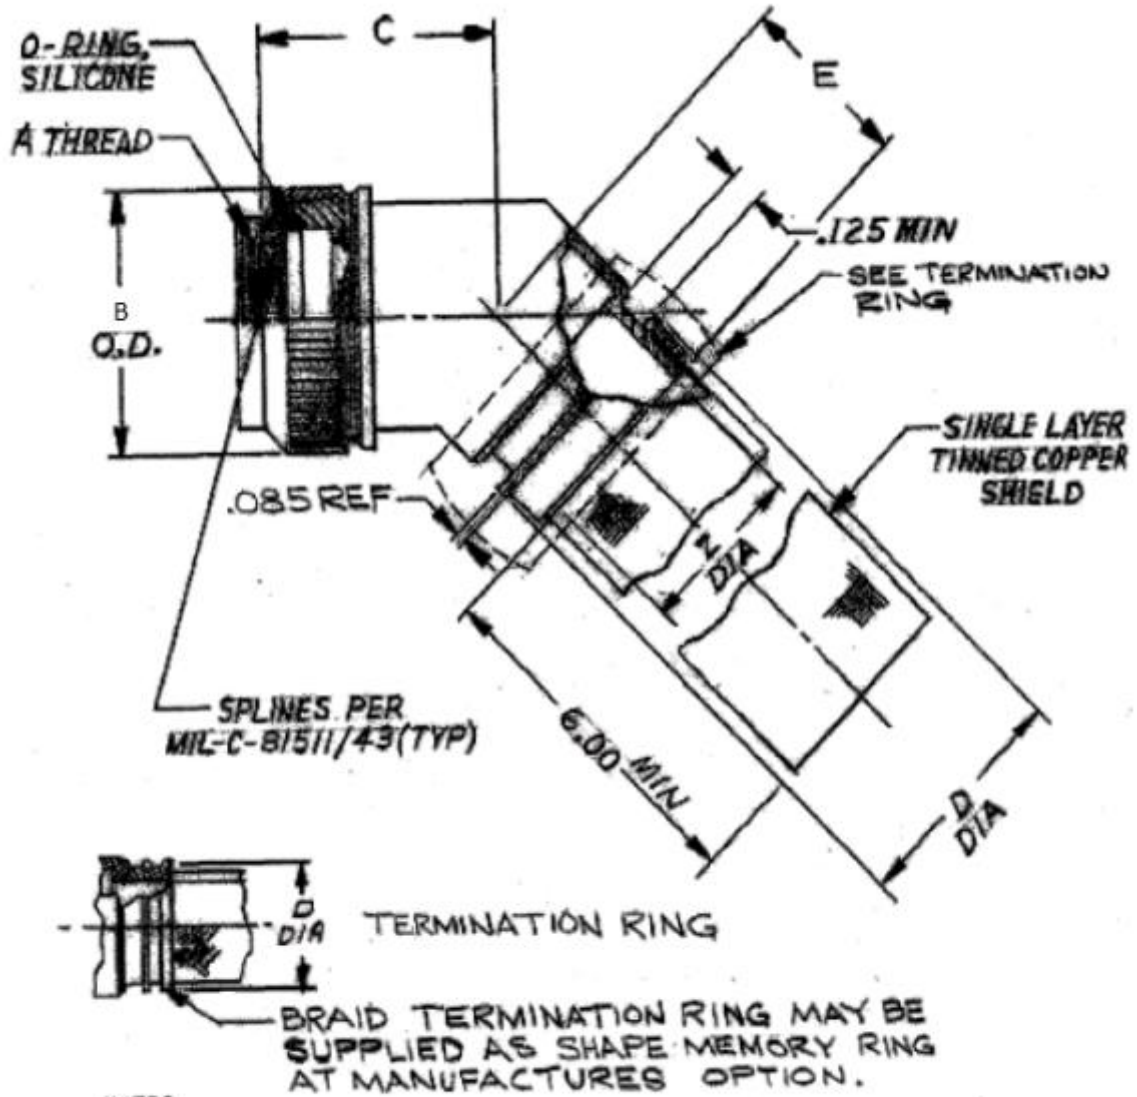 C
O-RING,
SILICONE
E
A THREAD
.125 MIN
SEE TERMINATION
RING
B
O.D.
SINGLE LAYER
TINNED COPPER
SHIELD
.085 REF
Z
DIA
SPLINES PER
MIL-C-81511/43 (TYP)
6.00 MIN
D
DIA
D
DIA
TERMINATION RING
BRAID TERMINATION RING MAY BE
SUPPLIED AS SHAPE MEMORY RING
AT MANUFACTURES OPTION.